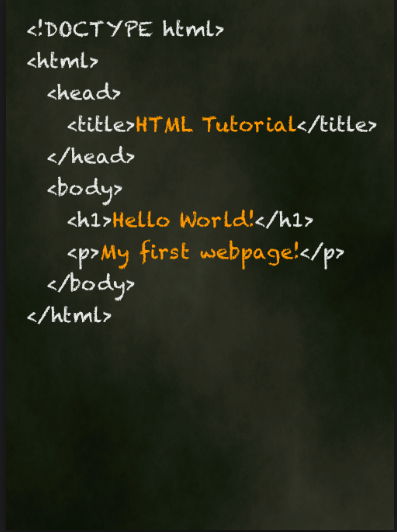 <!DOCTYPE html>
<html>
<head>
<title>HTML Tutorial</title>
</head>
<body>
<h1>Hello World!</h1>
<p>My first webpage!</p>
</body>
</html>